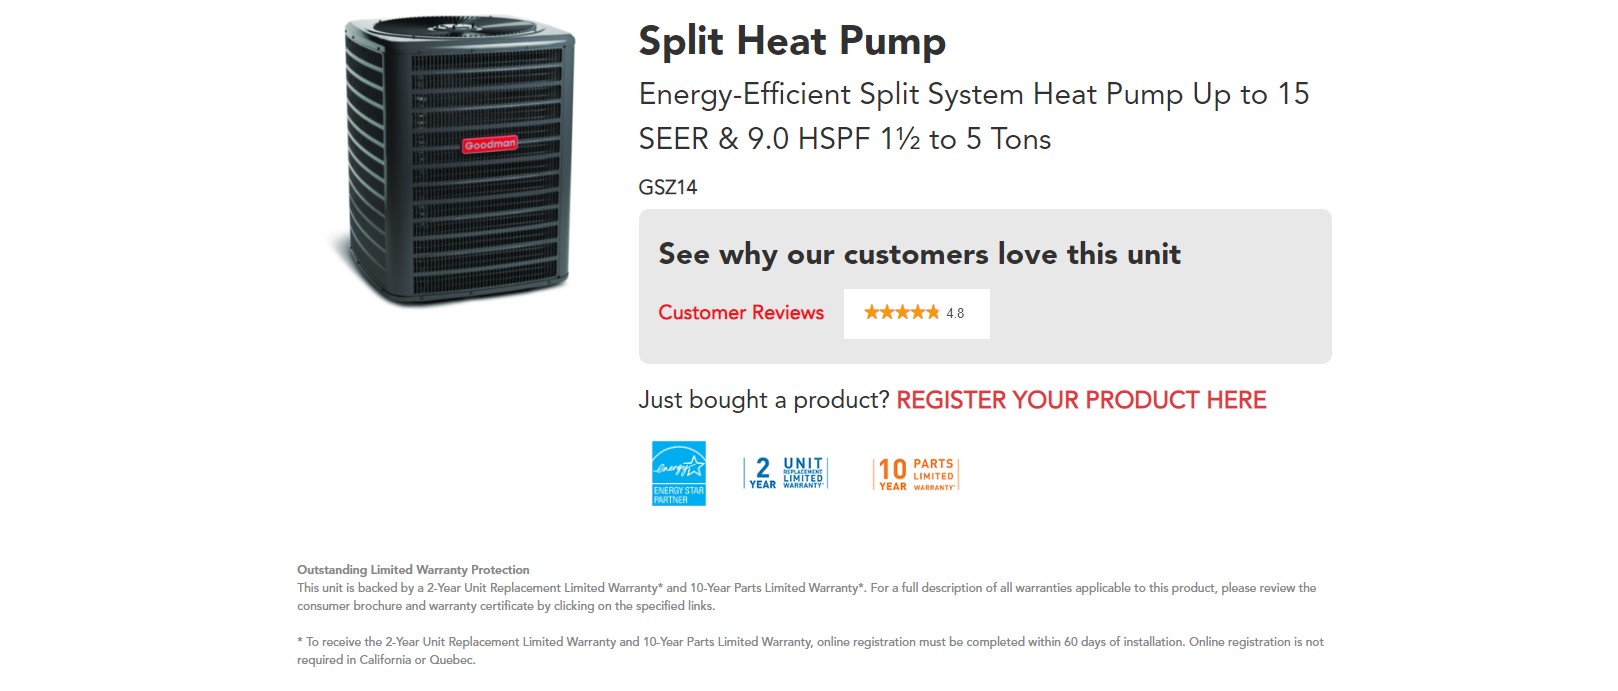 Goodman
Split Heat Pump
Energy-Efficient Split System Heat Pump Up to 15
SEER & 9.0 HSPF 1½ to 5 Tons
GSZ14
See why our customers love this unit
Customer Reviews 4.8
Just bought a product? REGISTER YOUR PRODUCT HERE
energy
ENERGY STAR
PARTNER
2 YEAR
UNIT
REPLACEMENT
LIMITED
WARRANTY*
10 YEAR
PARTS
LIMITED
WARRANTY*
Outstanding Limited Warranty Protection
This unit is backed by a 2-Year Unit Replacement Limited Warranty* and 10-Year Parts Limited Warranty*. For a full description of all warranties applicable to this product, please review the
consumer brochure and warranty certificate by clicking on the specified links.
* To receive the 2-Year Unit Replacement Limited Warranty and 10-Year Parts Limited Warranty, online registration must be completed within 60 days of installation. Online registration is not
required in California or Quebec.